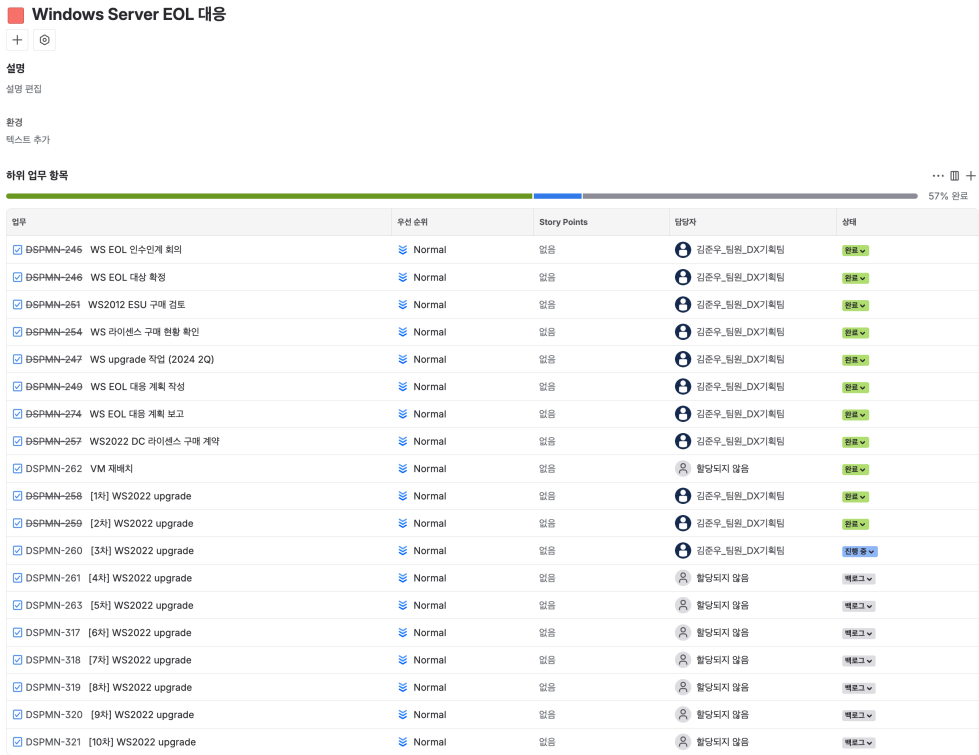 Windows Server EOL 대응
설명
설명 편집
환경
텍스트 추가
하위 업무 항목
57% 완료
업무 우선 순위 Story Points 담당자 상태
DSPMN-245 WS EOL 인수인계 회의 Normal 없음 김준우_팀원_DX기획팀 완료
DSPMN-246 WS EOL 대상 확정 Normal 없음 김준우_팀원_DX기획팀 완료
DSPMN-251 WS2012 ESU 구매 검토 Normal 없음 김준우_팀원_DX기획팀 완료
DSPMN-254 WS 라이센스 구매 현황 확인 Normal 없음 김준우_팀원_DX기획팀 완료
DSPMN-247 WS upgrade 작업 (2024 2Q) Normal 없음 김준우_팀원_DX기획팀 완료
DSPMN-249 WS EOL 대응 계획 작성 Normal 없음 김준우_팀원_DX기획팀 완료
DSPMN-274 WS EOL 대응 계획 보고 Normal 없음 김준우_팀원_DX기획팀 완료
DSPMN-257 WS2022 DC 라이센스 구매 계약 Normal 없음 김준우_팀원_DX기획팀 완료
DSPMN-262 VM 재배치 Normal 없음 할당되지 않음 완료
DSPMN-258 [1차] WS2022 upgrade Normal 없음 김준우_팀원_DX기획팀 완료
DSPMN-259 [2차] WS2022 upgrade Normal 없음 김준우_팀원_DX기획팀 완료
DSPMN-260 [3차] WS2022 upgrade Normal 없음 김준우_팀원_DX기획팀 진행 중
DSPMN-261 [4차] WS2022 upgrade Normal 없음 할당되지 않음 백로그
DSPMN-263 [5차] WS2022 upgrade Normal 없음 할당되지 않음 백로그
DSPMN-317 [6차] WS2022 upgrade Normal 없음 할당되지 않음 백로그
DSPMN-318 [7차] WS2022 upgrade Normal 없음 할당되지 않음 백로그
DSPMN-319 [8차] WS2022 upgrade Normal 없음 할당되지 않음 백로그
DSPMN-320 [9차] WS2022 upgrade Normal 없음 할당되지 않음 백로그
DSPMN-321 [10차] WS2022 upgrade Normal 없음 할당되지 않음 백로그